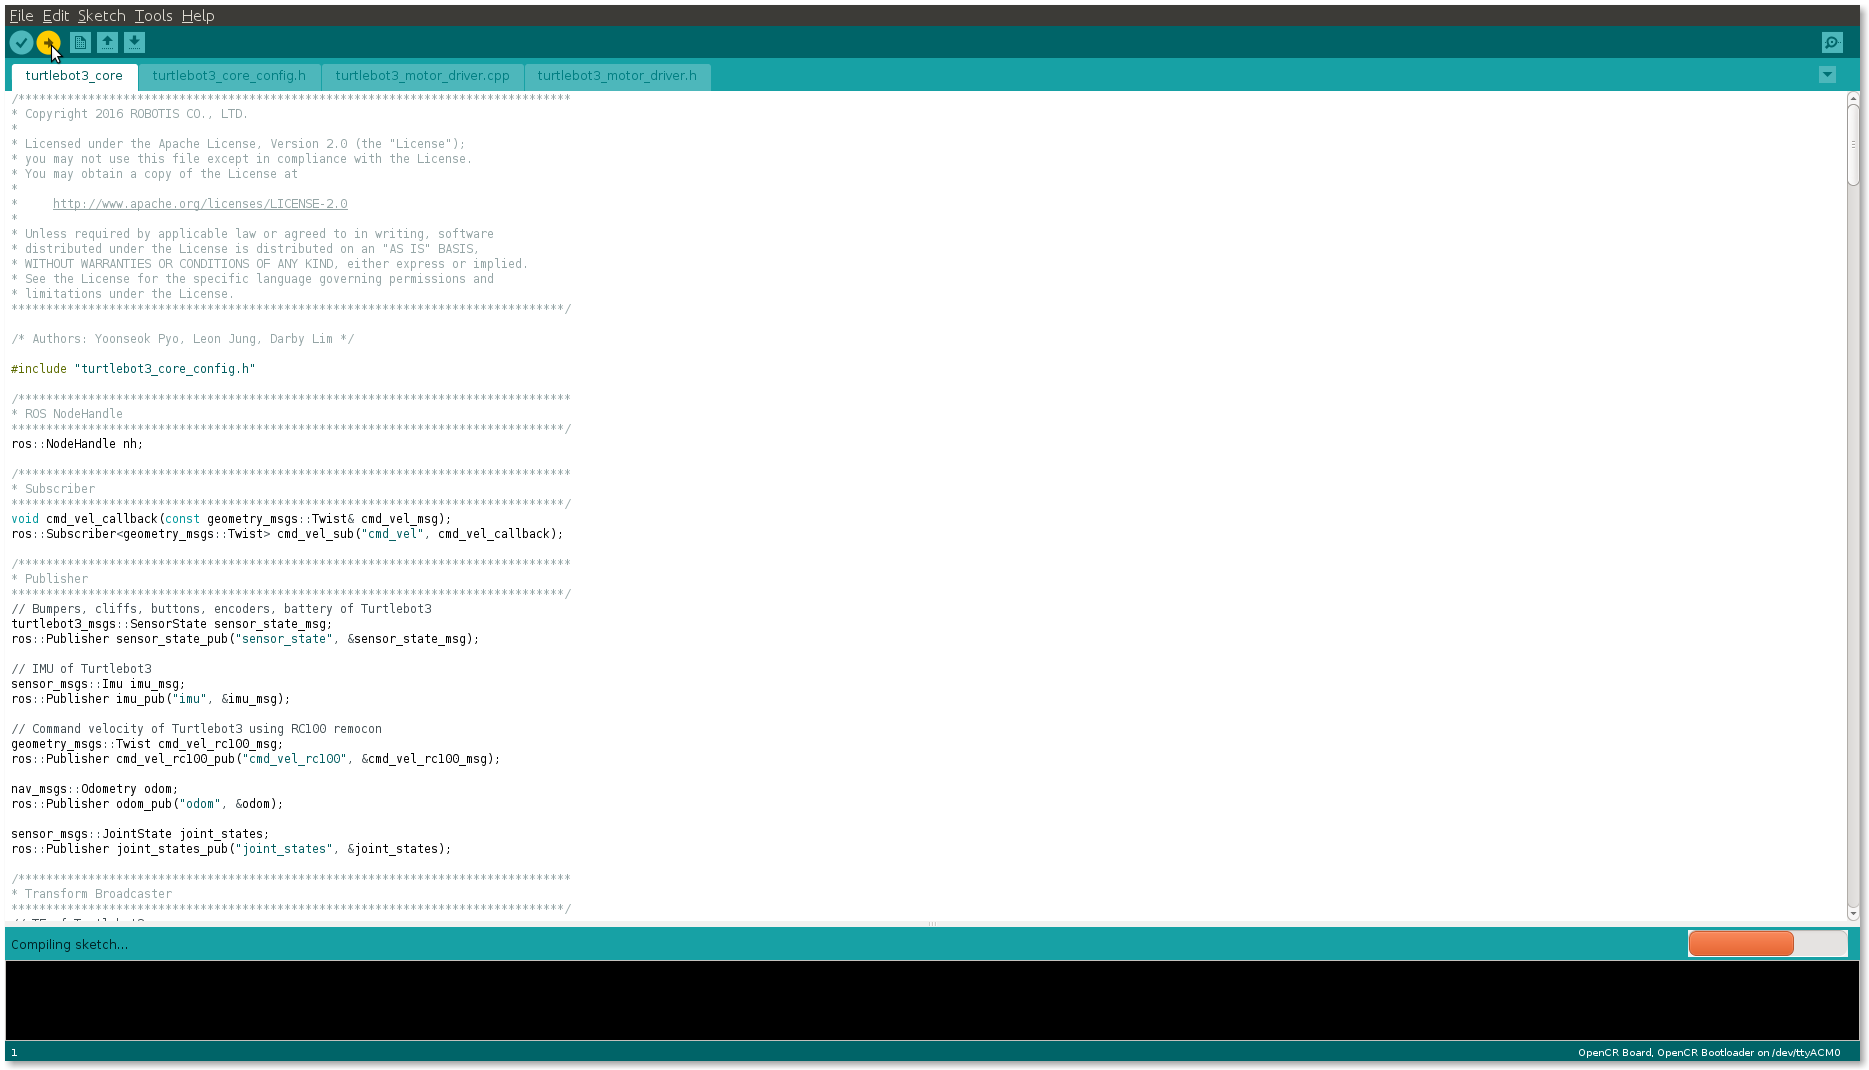 File Edit Sketch Tools Help
turtlebot3_core turtlebot3_core_config.h turtlebot3_motor_driver.cpp turtlebot3_motor_driver.h
/*******************************************************************************
* Copyright 2016 ROBOTIS CO., LTD.
*
* Licensed under the Apache License, Version 2.0 (the "License");
* you may not use this file except in compliance with the License.
* You may obtain a copy of the License at
*
*     http://www.apache.org/licenses/LICENSE-2.0
*
* Unless required by applicable law or agreed to in writing, software
* distributed under the License is distributed on an "AS IS" BASIS,
* WITHOUT WARRANTIES OR CONDITIONS OF ANY KIND, either express or implied.
* See the License for the specific language governing permissions and
* limitations under the License.
*******************************************************************************/
/* Authors: Yoonseok Pyo, Leon Jung, Darby Lim */
#include "turtlebot3_core_config.h"
/*******************************************************************************
* ROS NodeHandle
*******************************************************************************/
ros::NodeHandle nh;
/*******************************************************************************
* Subscriber
*******************************************************************************/
void cmd_vel_callback(const geometry_msgs::Twist& cmd_vel_msg);
ros::Subscriber<geometry_msgs::Twist> cmd_vel_sub("cmd_vel", cmd_vel_callback);
/*******************************************************************************
* Publisher
*******************************************************************************/
// Bumpers, cliffs, buttons, encoders, battery of Turtlebot3
turtlebot3_msgs::SensorState sensor_state_msg;
ros::Publisher sensor_state_pub("sensor_state", &sensor_state_msg);
// IMU of Turtlebot3
sensor_msgs::Imu imu_msg;
ros::Publisher imu_pub("imu", &imu_msg);
// Command velocity of Turtlebot3 using RC100 remocon
geometry_msgs::Twist cmd_vel_rc100_msg;
ros::Publisher cmd_vel_rc100_pub("cmd_vel_rc100", &cmd_vel_rc100_msg);
nav_msgs::Odometry odom;
ros::Publisher odom_pub("odom", &odom);
sensor_msgs::JointState joint_states;
ros::Publisher joint_states_pub("joint_states", &joint_states);
/*******************************************************************************
* Transform Broadcaster
*******************************************************************************/
Compiling sketch...
1
OpenCR Board, OpenCR Bootloader on /dev/ttyACM0